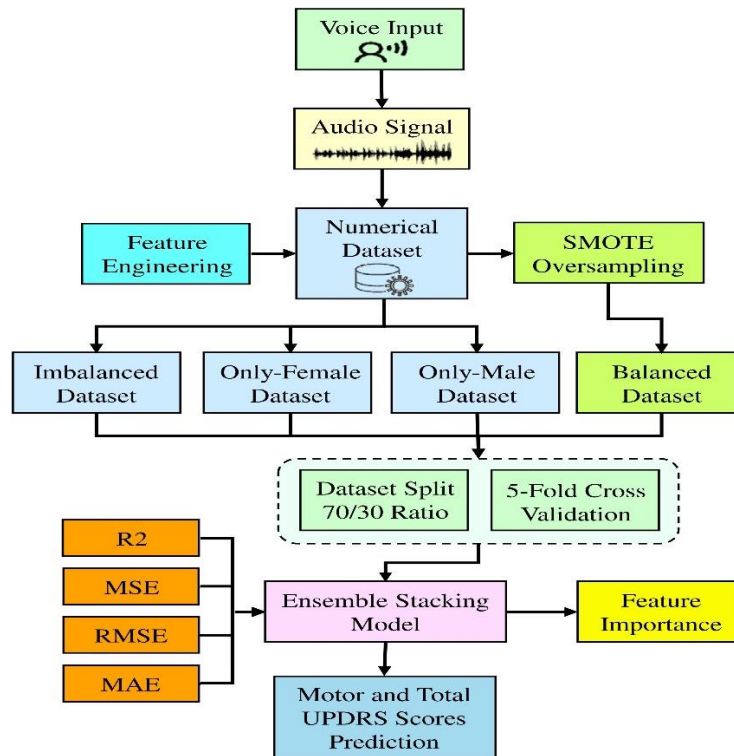 Voice Input
Audio Signal
Feature
Engineering
Numerical
Dataset
SMOTE
Oversampling
Imbalanced
Dataset
Only-Female
Dataset
Only-Male
Dataset
Balanced
Dataset
Dataset Split
70/30 Ratio
5-Fold Cross
Validation
R2
MSE
RMSE
MAE
Ensemble Stacking
Model
Feature
Importance
Motor and Total
UPDRS Scores
Prediction